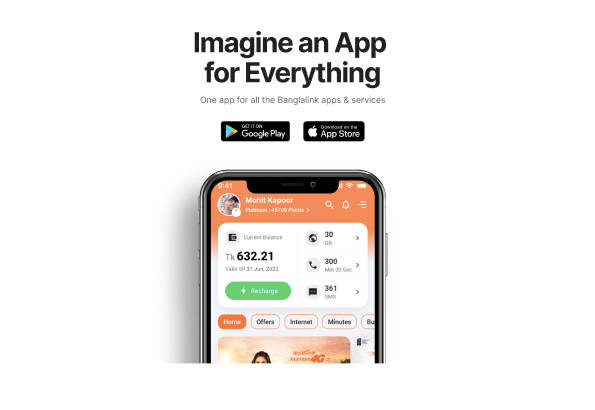 Imagine an App
for Everything
One app for all the Banglalink apps & services
GET IT ON
Google Play
Download on the
App Store
9:41
Mohit Kapoor
Platinum | 45709 Points >
Current Balance
Tk 632.21
Valid till 31 Jun, 2022
Recharge
30
GB
300
Min 30 Sec
361
SMS
Home
Offers
Internet
Minutes
Bu
FASTEST 4G